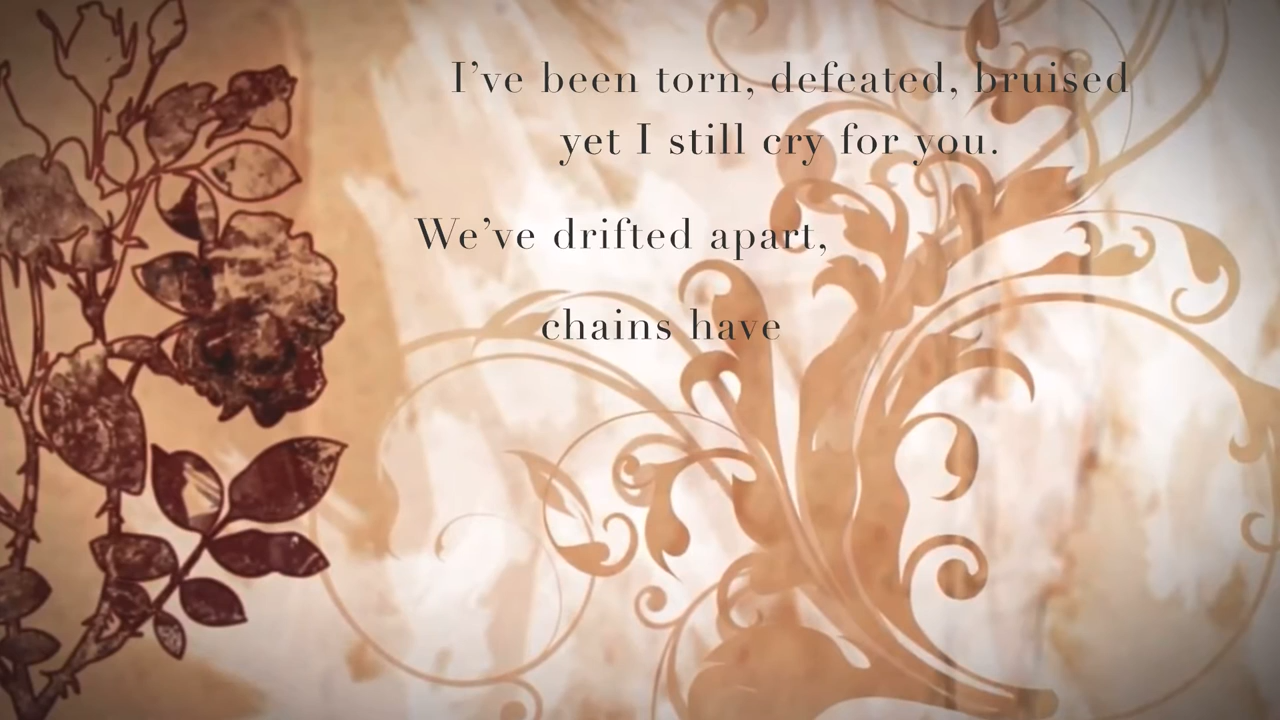 I’ve been torn, defeated, bruised
yet I still cry for you.
We’ve drifted apart,
chains have